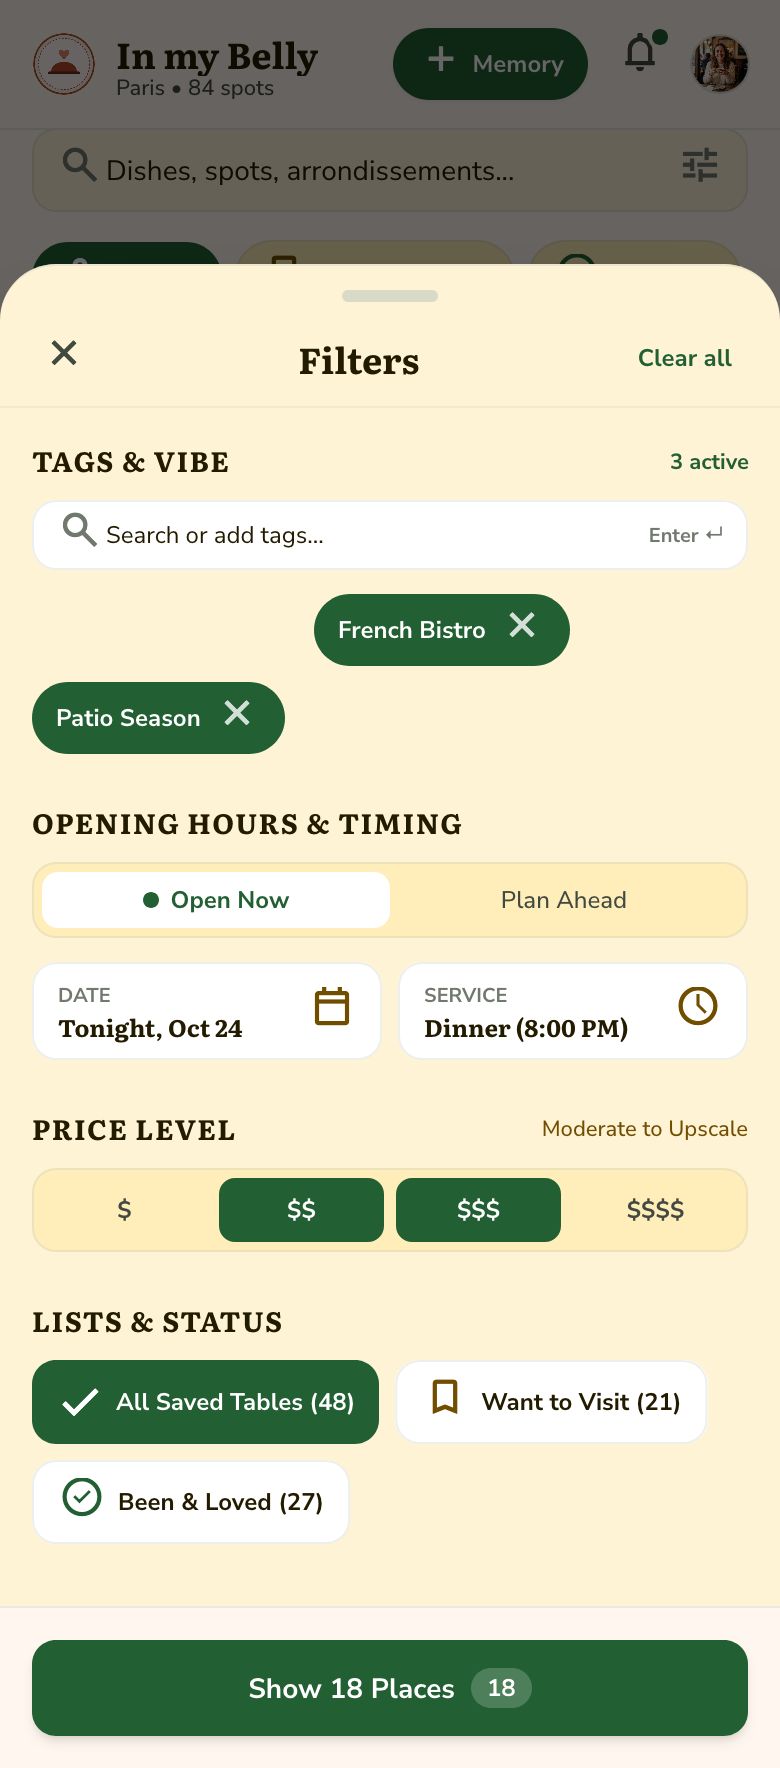 In my Belly
Paris • 84 spots
+ Memory
Dishes, spots, arrondissements...
Filters
Clear all
TAGS & VIBE
3 active
Search or add tags...
Enter ↵
French Bistro
Patio Season
OPENING HOURS & TIMING
Open Now
Plan Ahead
DATE
Tonight, Oct 24
SERVICE
Dinner (8:00 PM)
PRICE LEVEL
Moderate to Upscale
$
$$
$$$
$$$$
LISTS & STATUS
All Saved Tables (48)
Want to Visit (21)
Been & Loved (27)
Show 18 Places 18